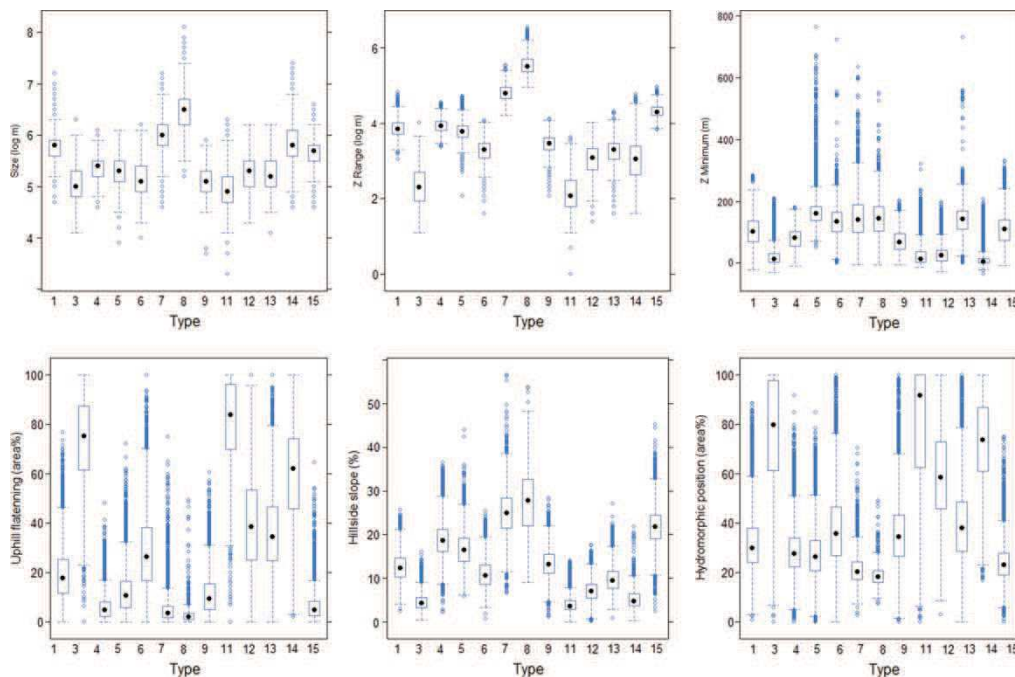 Size (log m)
8
7
6
5
4
1 3 4 5 6 7 8 9 11 12 13 14 15
Type
Z Range (log m)
6
4
2
0
1 3 4 5 6 7 8 9 11 12 13 14 15
Type
Z Minimum (m)
800
600
400
200
0
1 3 4 5 6 7 8 9 11 12 13 14 15
Type
Uphill flatening (area%)
100
80
60
40
20
0
1 3 4 5 6 7 8 9 11 12 13 14 15
Type
Hillside slope (%)
50
40
30
20
10
0
1 3 4 5 6 7 8 9 11 12 13 14 15
Type
Hydromorphic position (area%)
100
80
60
40
20
0
1 3 4 5 6 7 8 9 11 12 13 14 15
Type